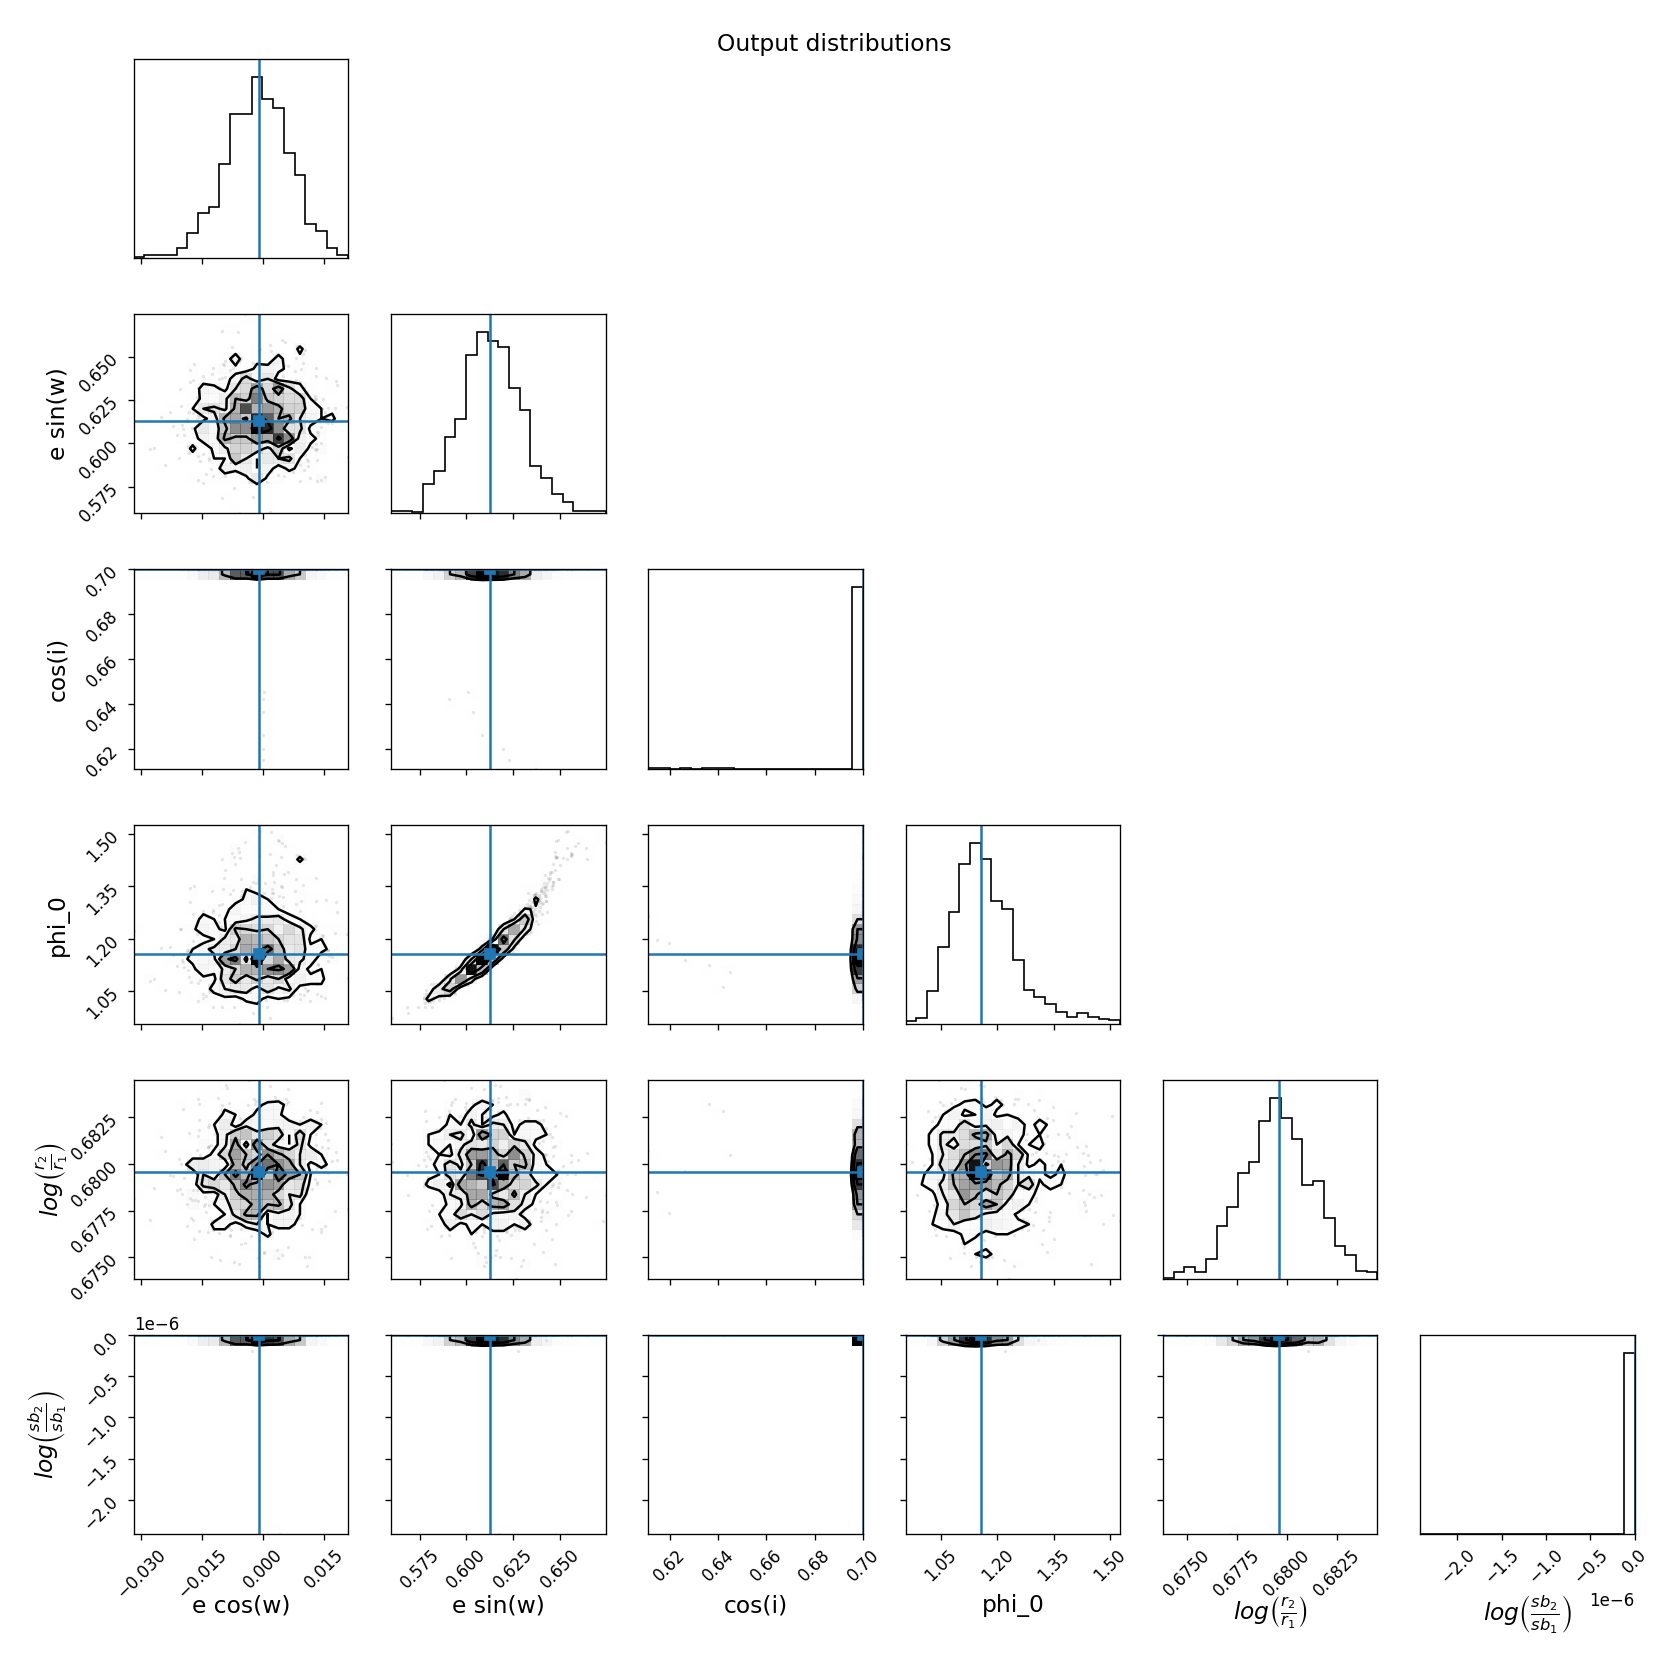 Output distributions
e sin(w)
0.650
0.625
0.600
0.575
cos(i)
0.70
0.68
0.66
0.64
0.62
phi_0
1.50
1.35
1.20
1.05
log(r2/r1)
0.6825
0.6800
0.6775
0.6750
1e−6
log(sb2/sb1)
0.0
−0.5
−1.0
−1.5
−2.0
−0.030 −0.015 0.000 0.015
0.575 0.600 0.625 0.650
0.62 0.64 0.66 0.68 0.70
1.05 1.20 1.35 1.50
0.6750 0.6775 0.6800 0.6825
−2.0 −1.5 −1.0 −0.5 0.0
1e−6
e cos(w) e sin(w) cos(i) phi_0 log(r2/r1) log(sb2/sb1)